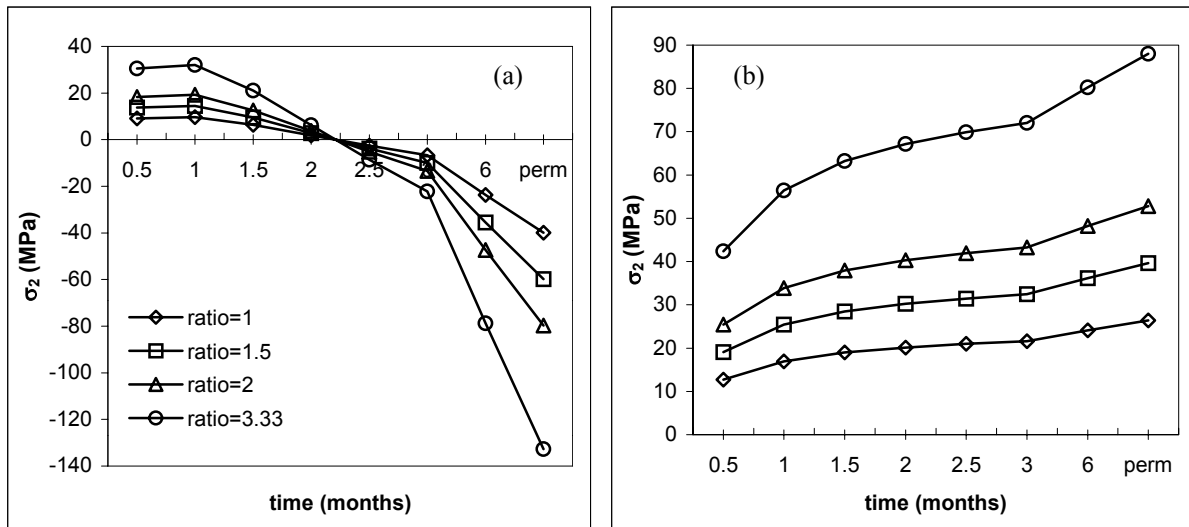 (a)
40
20
0
-20
-40
-60
-80
-100
-120
-140
σ2 (MPa)
0.5 1 1.5 2 2.5 6 perm
ratio=1
ratio=1.5
ratio=2
ratio=3.33
time (months)
(b)
90
80
70
60
50
40
30
20
10
0
σ2 (MPa)
0.5 1 1.5 2 2.5 3 6 perm
time (months)